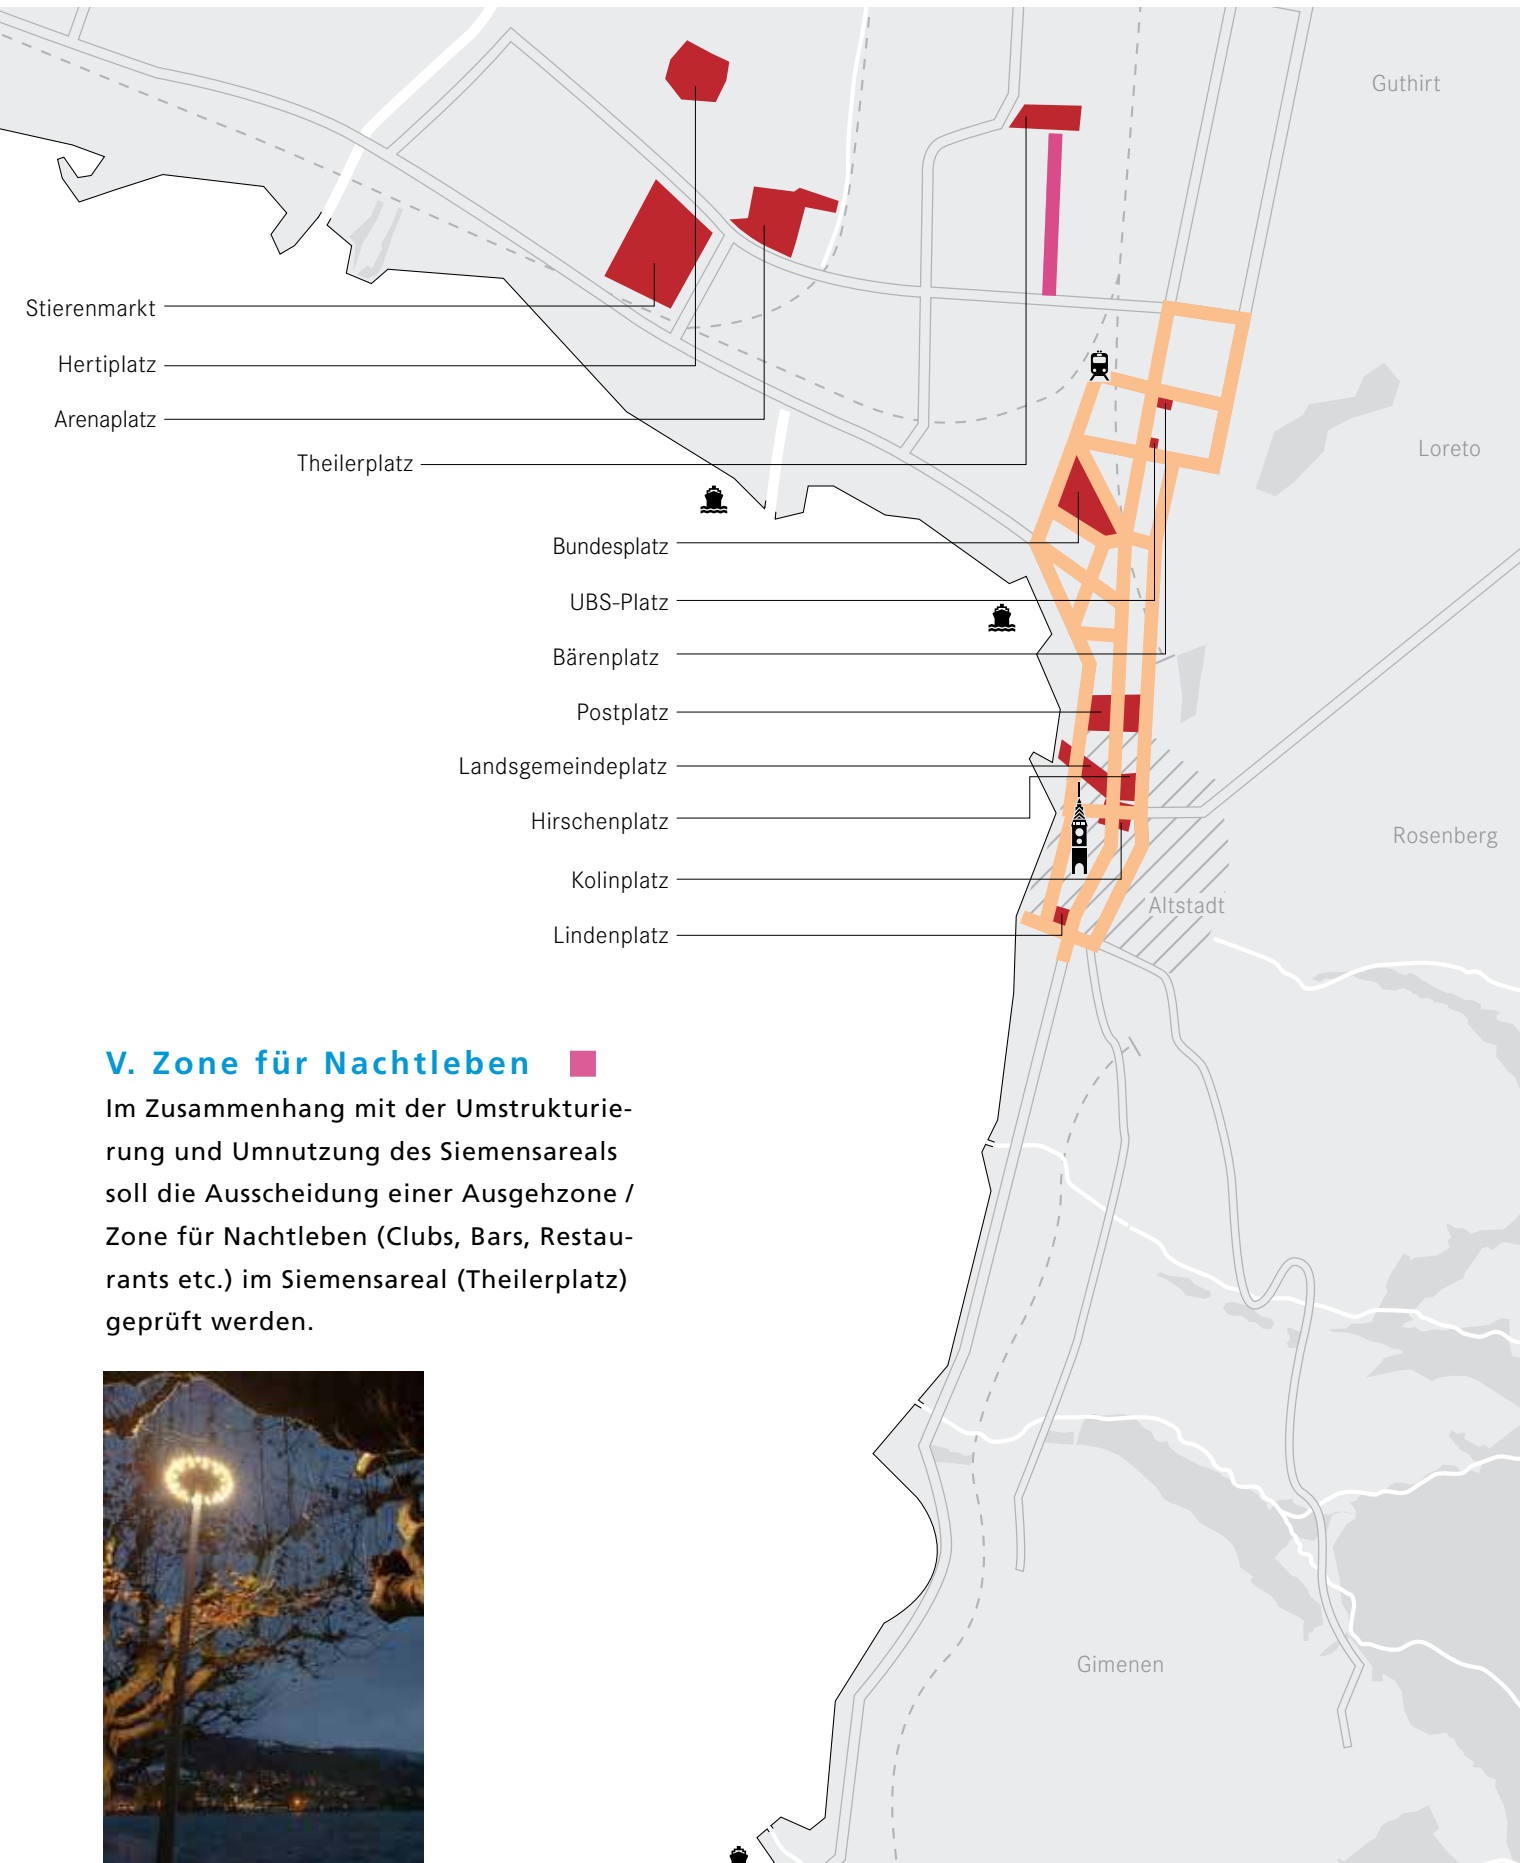 Guthirt
Stierenmarkt
Hertiplatz
Arenaplatz
Theilerplatz
Loreto
Bundesplatz
UBS-Platz
Bärenplatz
Postplatz
Landsgemeindeplatz
Hirschenplatz
Rosenberg
Kolinplatz
Altstadt
Lindenplatz
V. Zone für Nachtleben
Im Zusammenhang mit der Umstrukturie-
rung und Umnutzung des Siemensareals
soll die Ausscheidung einer Ausgehzone /
Zone für Nachtleben (Clubs, Bars, Restau-
rants etc.) im Siemensareal (Theilerplatz)
geprüft werden.
Gimenen